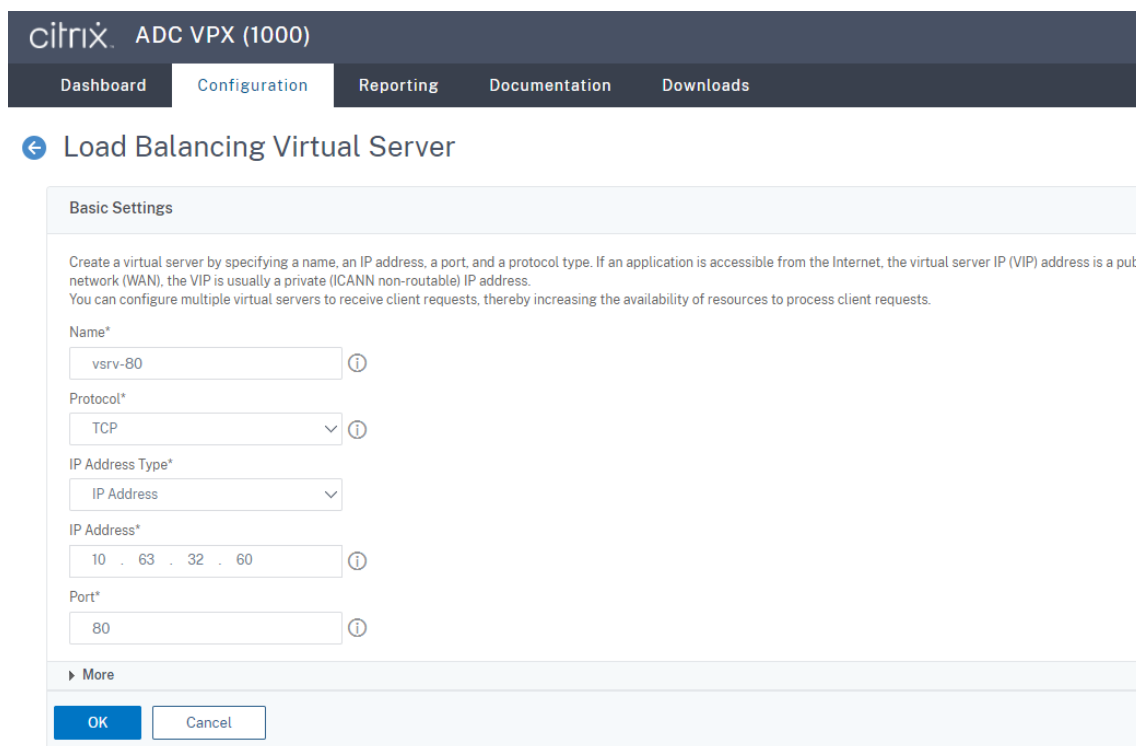 citrix. ADC VPX (1000)
Dashboard Configuration Reporting Documentation Downloads
Load Balancing Virtual Server
Basic Settings
Create a virtual server by specifying a name, an IP address, a port, and a protocol type. If an application is accessible from the Internet, the virtual server IP (VIP) address is a pub
network (WAN), the VIP is usually a private (ICANN non-routable) IP address.
You can configure multiple virtual servers to receive client requests, thereby increasing the availability of resources to process client requests.
Name*
vsrv-80
Protocol*
TCP
IP Address Type*
IP Address
IP Address*
10 . 63 . 32 . 60
Port*
80
More
OK Cancel